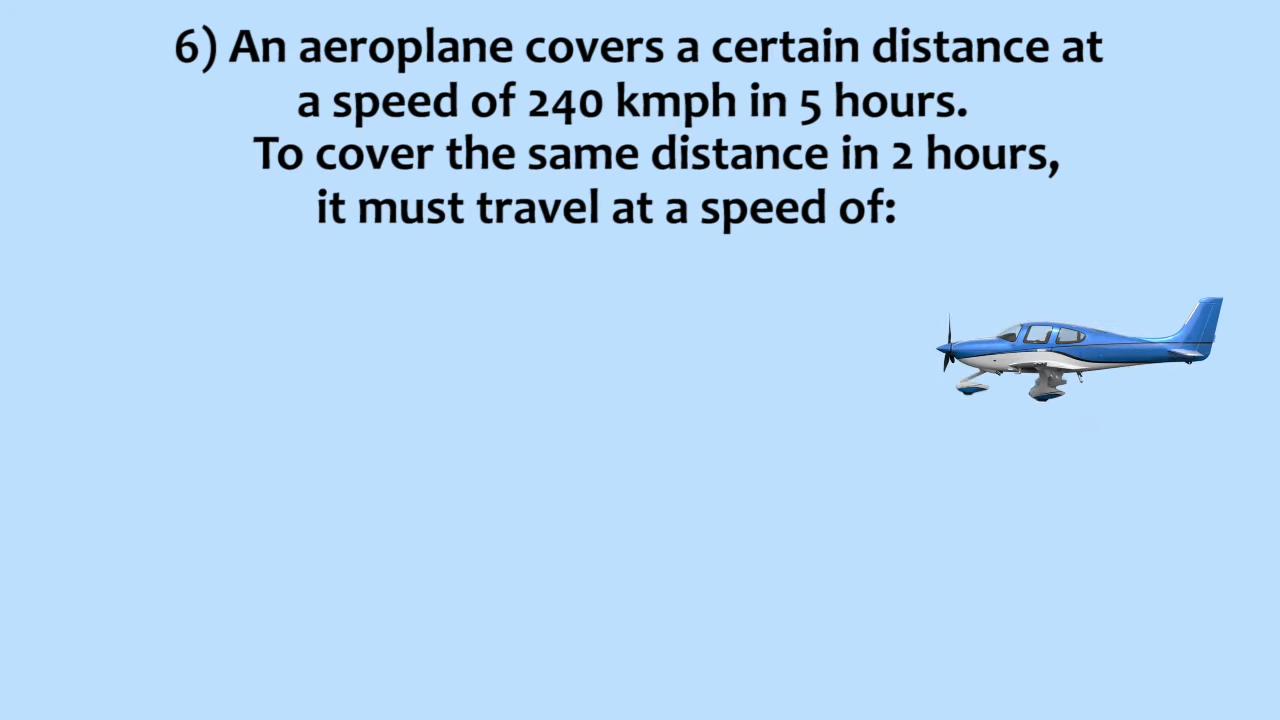 6) An aeroplane covers a certain distance at
a speed of 240 kmph in 5 hours.
To cover the same distance in 2 hours,
it must travel at a speed of: